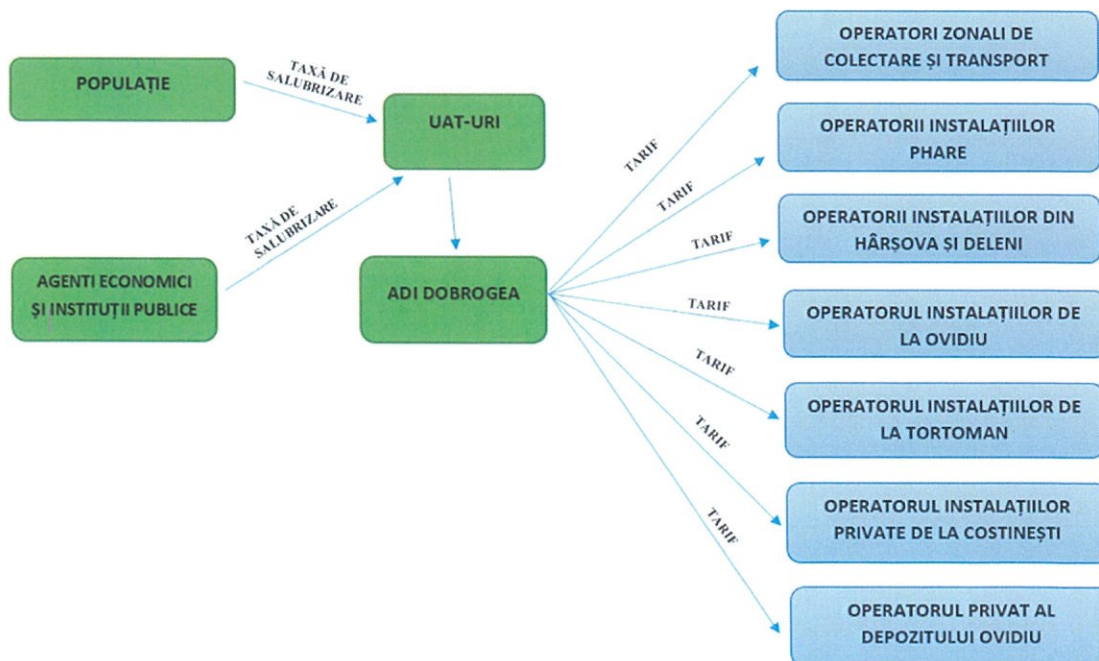 POPULAȚIE
TAXĂ DE
SALUBRIZARE
UAT-URI
AGENTI ECONOMICI
ȘI INSTITUȚII PUBLICE
TAXĂ DE
SALUBRIZARE
ADI DOBROGEA
TARIF
TARIF
TARIF
TARIF
TARIF
TARIF
TARIF
OPERATORI ZONALI DE
COLECTARE ȘI TRANSPORT
OPERATORII INSTALAȚIILOR
PHARE
OPERATORII INSTALAȚIILOR DIN
HÂRȘOVA ȘI DELENI
OPERATORUL INSTALAȚIILOR DE
LA OVIDIU
OPERATORUL INSTALAȚIILOR DE
LA TORTOMAN
OPERATORUL INSTALAȚIILOR
PRIVATE DE LA COSTINEȘTI
OPERATORUL PRIVAT AL
DEPOZITULUI OVIDIU